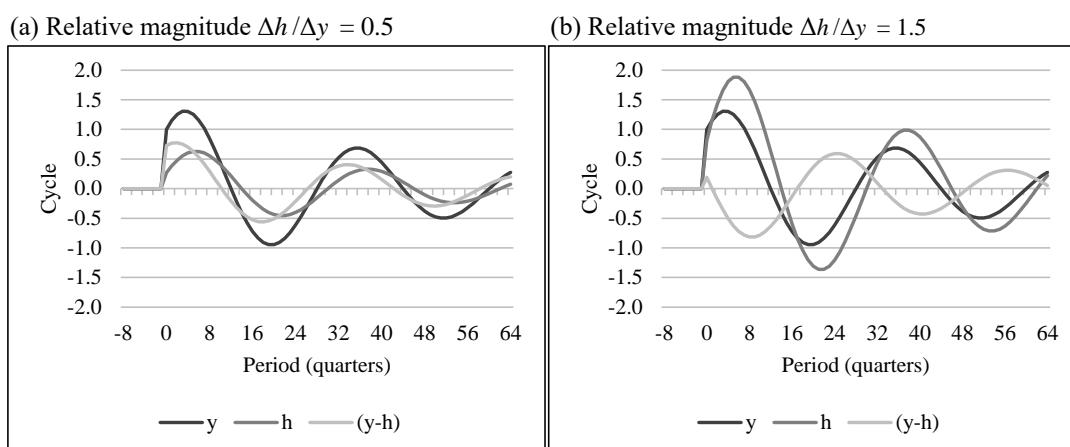 (a) Relative magnitude Δh/Δy = 0.5
2.0
1.5
1.0
0.5
0.0
-0.5
-1.0
-1.5
-2.0
Cycle
-8 0 8 16 24 32 40 48 56 64
Period (quarters)
y h (y-h)
(b) Relative magnitude Δh/Δy = 1.5
2.0
1.5
1.0
0.5
0.0
-0.5
-1.0
-1.5
-2.0
Cycle
-8 0 8 16 24 32 40 48 56 64
Period (quarters)
y h (y-h)